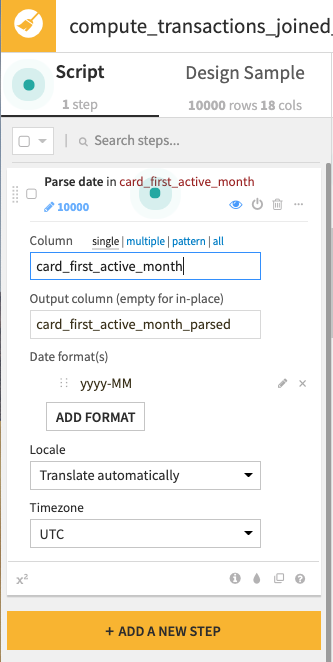 compute_transactions_joined_
Script
Design Sample
1 step
10000 rows 18 cols
Search steps...
Parse date in card_first_active_month
10000
Column single | multiple | pattern | all
card_first_active_month
Output column (empty for in-place)
card_first_active_month_parsed
Date format(s)
yyyy-MM
ADD FORMAT
Locale
Translate automatically
Timezone
UTC
x²
+ ADD A NEW STEP